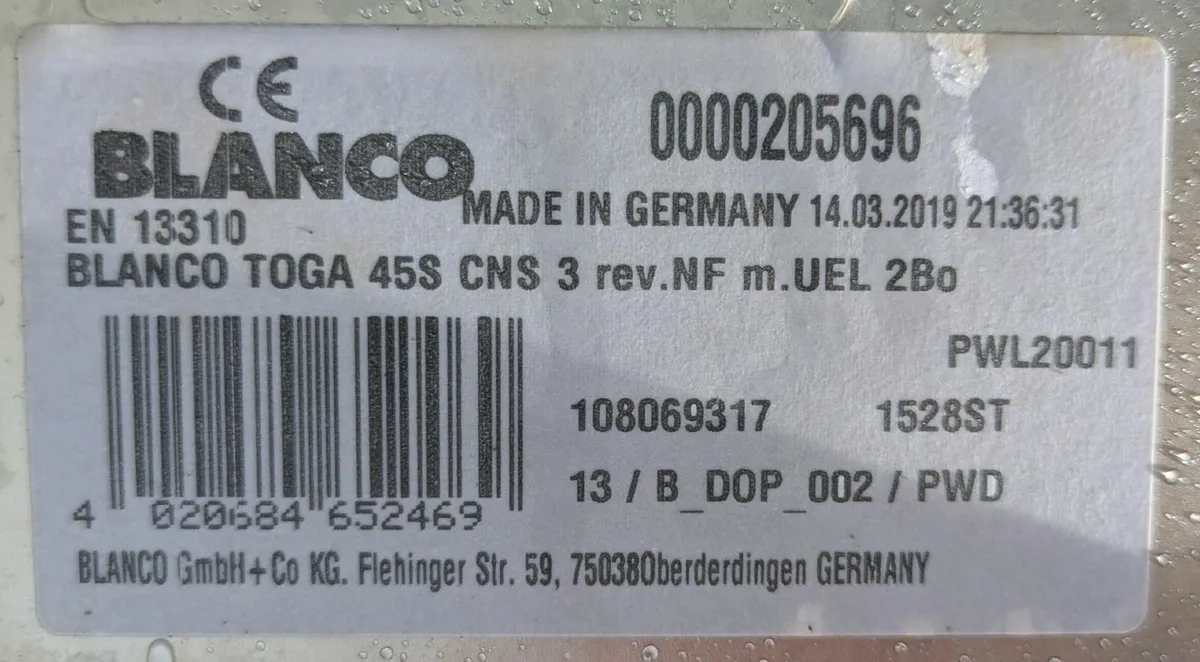 CE
BLANCO
0000205696
EN 13310
MADE IN GERMANY 14.03.2019 21:36:31
BLANCO TOGA 45S CNS 3 rev.NF m.UEL 2Bo
PWL20011
108069317 1528ST
13 / B_DOP_002 / PWD
4 020684 652469
BLANCO GmbH+Co KG. Flehinger Str. 59, 75038Oberderdingen GERMANY